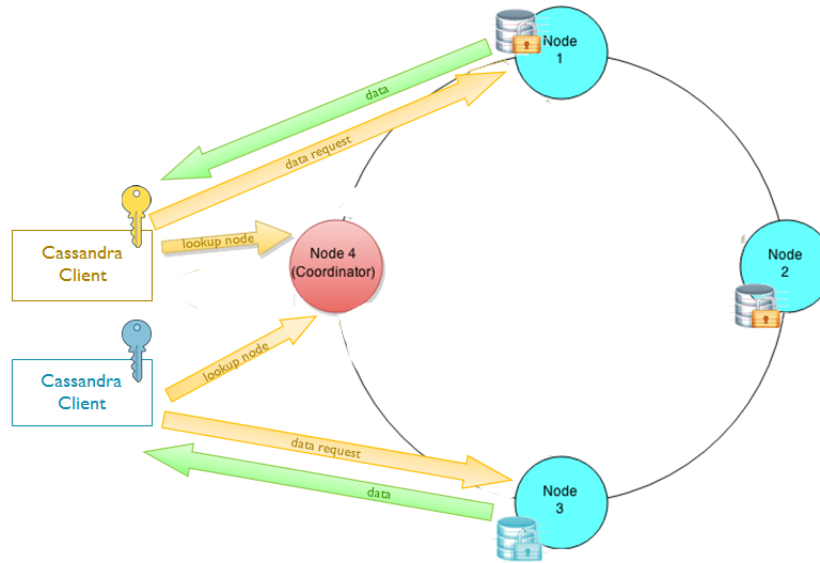 Node
1
data
data request
Cassandra
Client
lookup node
Node 4
(Coordinator)
Node
2
Cassandra
Client
lookup node
data request
data
Node
3